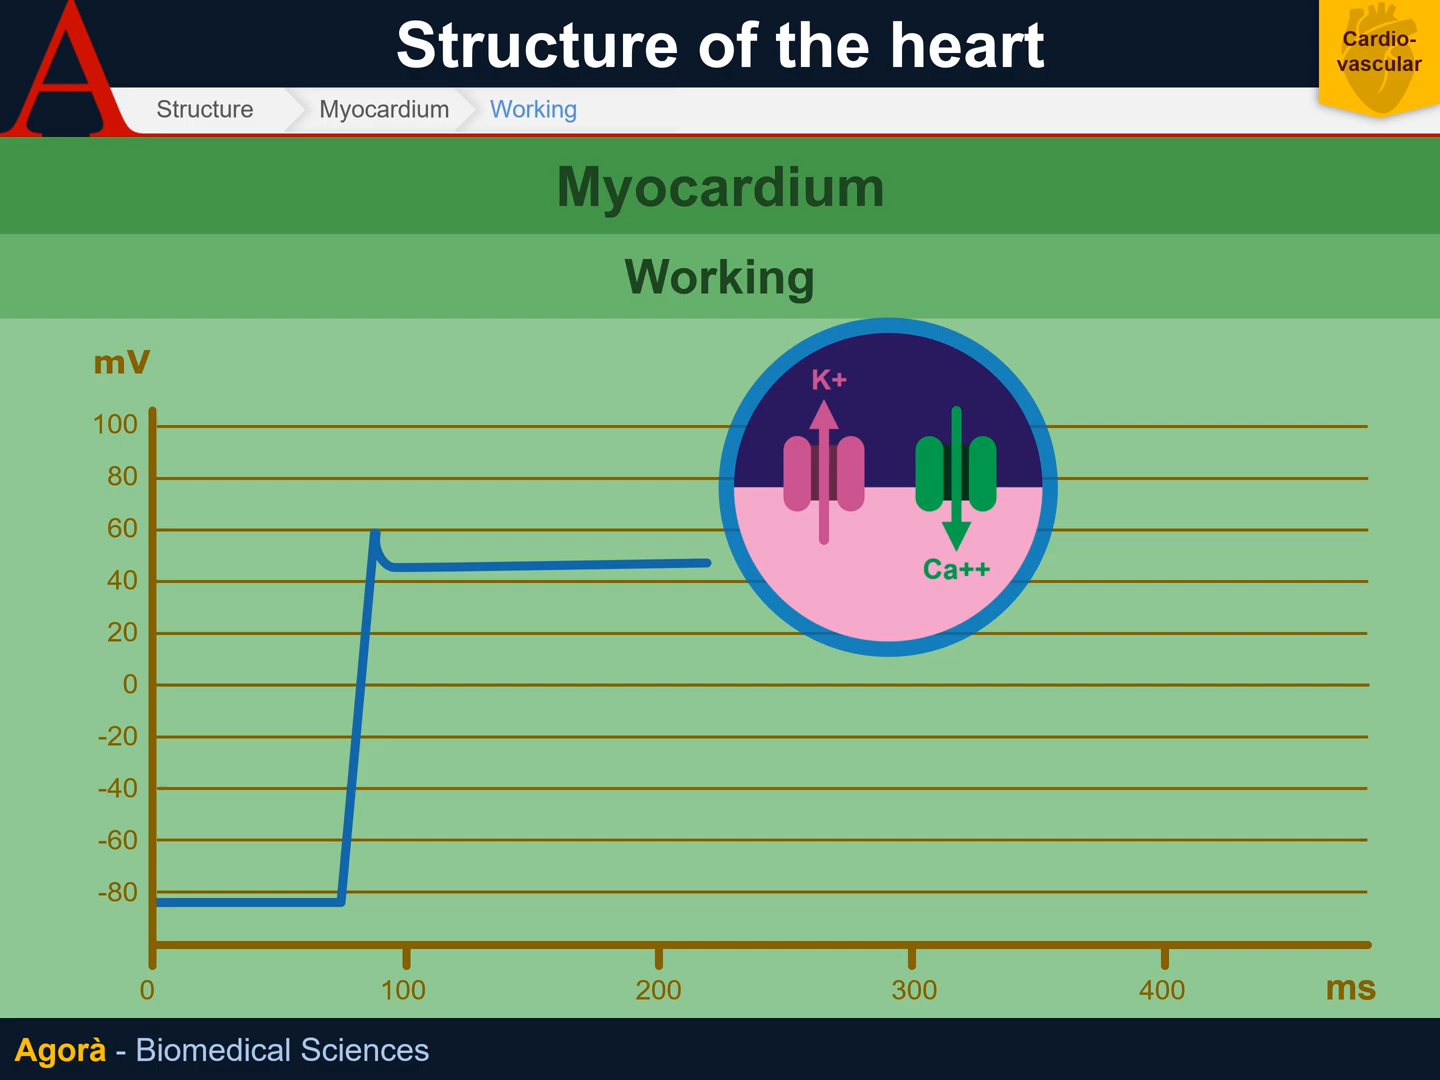 A
Structure of the heart
Cardio-
vascular
Structure
Myocardium
Working
Myocardium
Working
mV
100
80
60
40
20
0
-20
-40
-60
-80
K+
Ca++
0
100
200
300
400
ms
Agorà - Biomedical Sciences